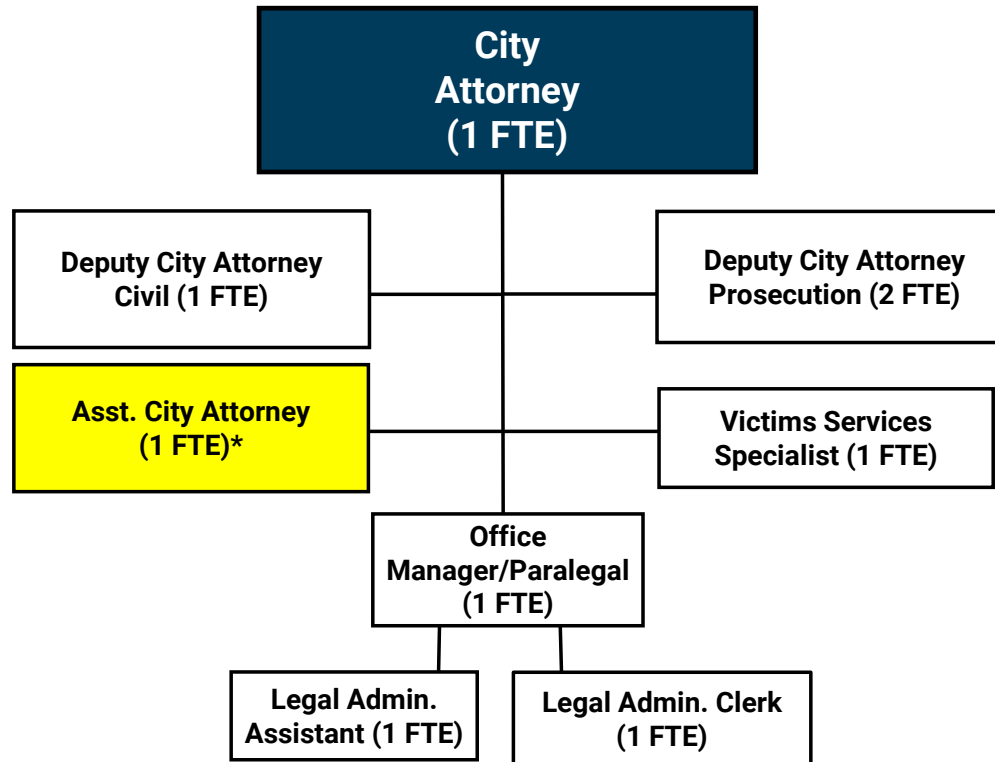 City
Attorney
(1 FTE)
Deputy City Attorney
Civil (1 FTE)
Deputy City Attorney
Prosecution (2 FTE)
Asst. City Attorney
(1 FTE)*
Victims Services
Specialist (1 FTE)
Office
Manager/Paralegal
(1 FTE)
Legal Admin.
Assistant (1 FTE)
Legal Admin. Clerk
(1 FTE)